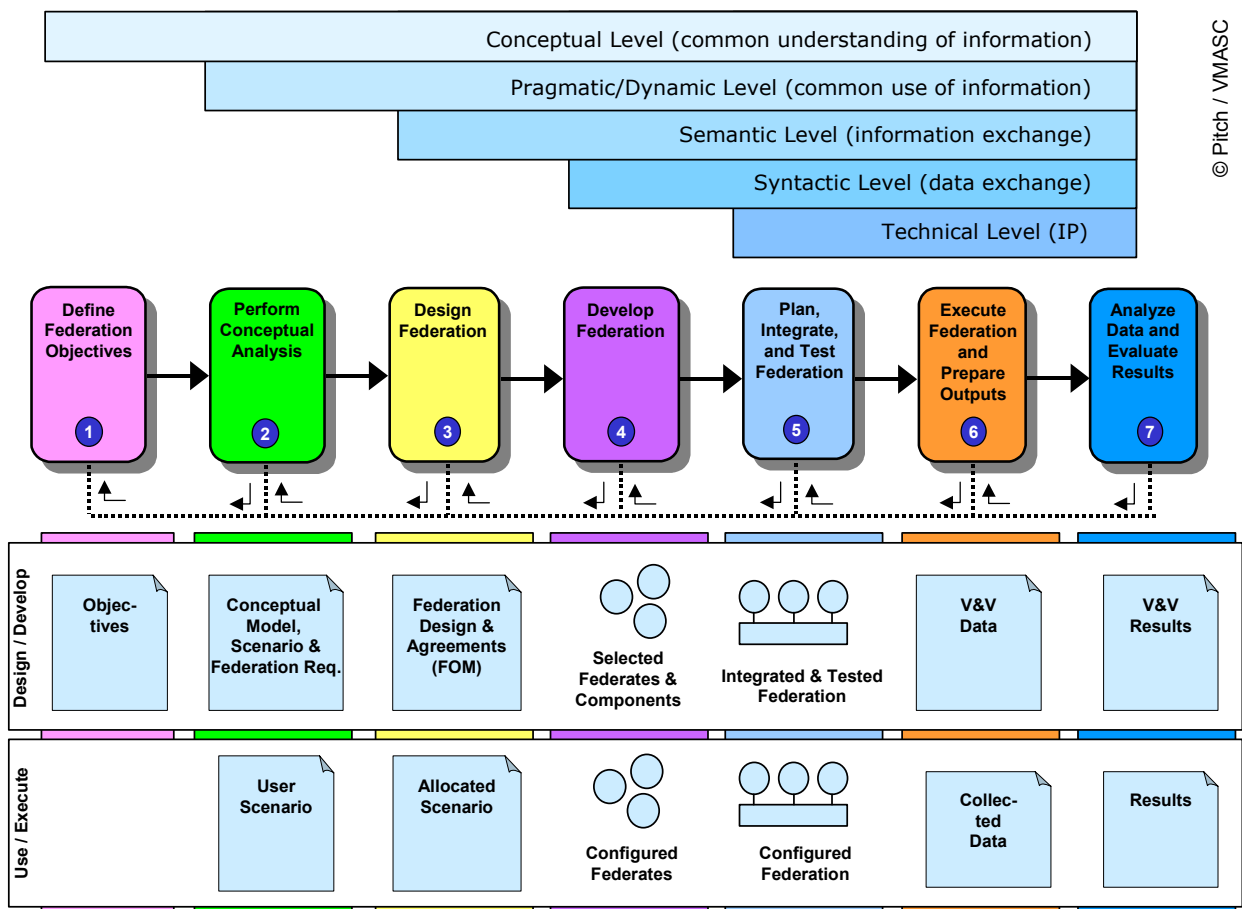 Conceptual Level (common understanding of information)
Pragmatic/Dynamic Level (common use of information)
Semantic Level (information exchange)
Syntactic Level (data exchange)
Technical Level (IP)
© Pitch / VMASC
Define
Federation
Objectives
1
Perform
Conceptual
Analysis
2
Design
Federation
3
Develop
Federation
4
Plan,
Integrate,
and Test
Federation
5
Execute
Federation
and
Prepare
Outputs
6
Analyze
Data and
Evaluate
Results
7
Design / Develop
Objec-
tives
Conceptual
Model,
Scenario &
Federation Req.
Federation
Design &
Agreements
(FOM)
Selected
Federates &
Components
Integrated & Tested
Federation
V&V
Data
V&V
Results
Use / Execute
User
Scenario
Allocated
Scenario
Configured
Federates
Configured
Federation
Collec-
ted
Data
Results